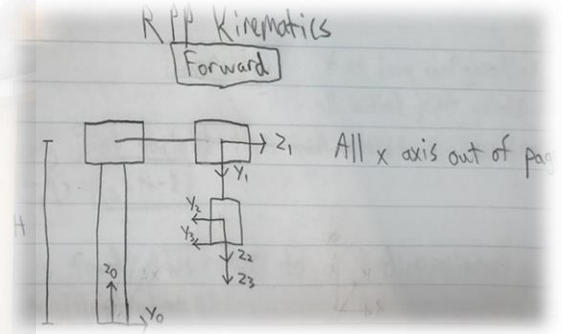 RPP Kinematics
Forward
Z1
All x axis out of pag
Y1
Y2
Y3
H
Z2
Z0
Z3
Y0